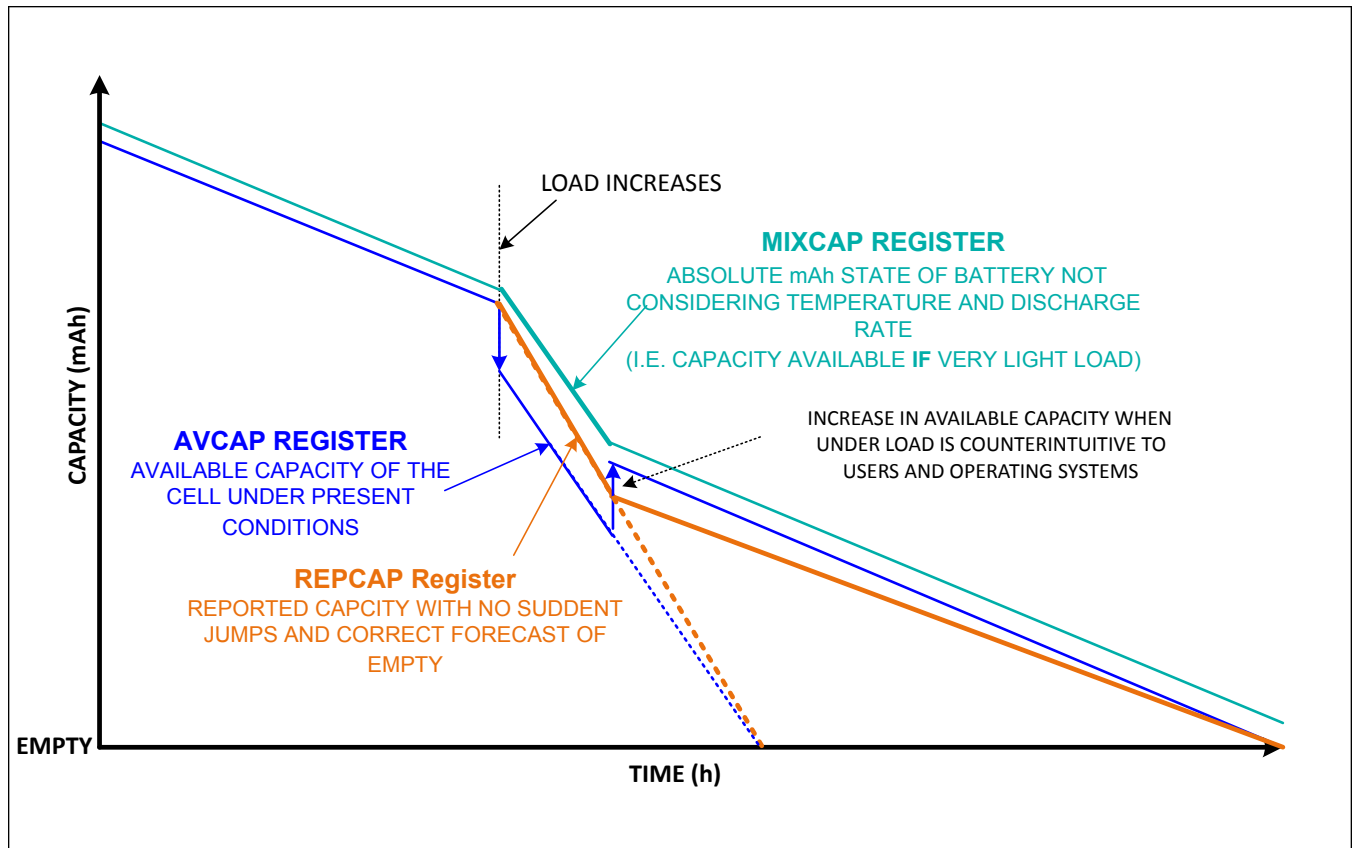 LOAD INCREASES
MIXCAP REGISTER
ABSOLUTE mAh STATE OF BATTERY NOT
CONSIDERING TEMPERATURE AND DISCHARGE
RATE
(I.E. CAPACITY AVAILABLE IF VERY LIGHT LOAD)
CAPACITY (mAh)
INCREASE IN AVAILABLE CAPACITY WHEN
UNDER LOAD IS COUNTERINTUITIVE TO
USERS AND OPERATING SYSTEMS
AVCAP REGISTER
AVAILABLE CAPACITY OF THE
CELL UNDER PRESENT
CONDITIONS
REPCAP Register
REPORTED CAPCITY WITH NO SUDDENT
JUMPS AND CORRECT FORECAST OF
EMPTY
EMPTY
TIME (h)